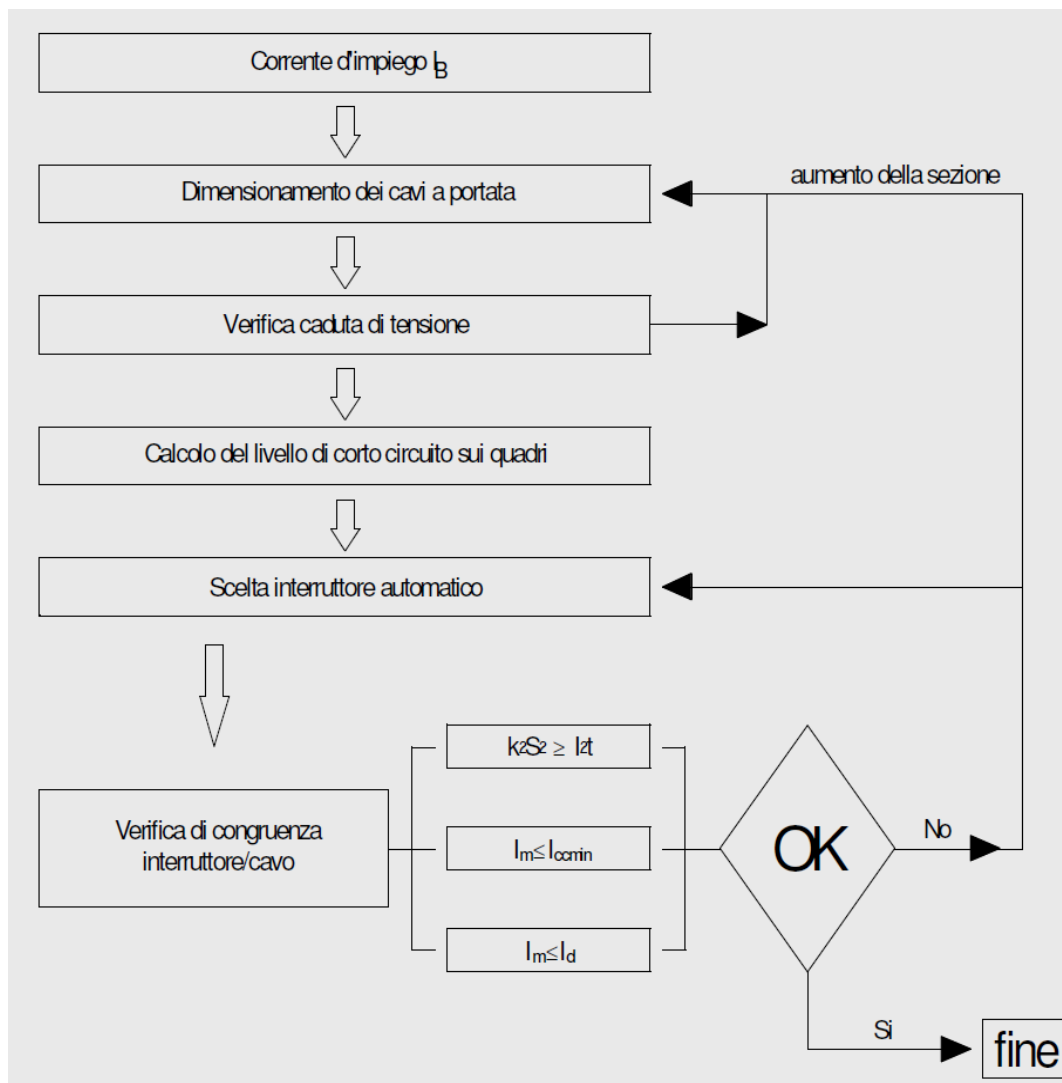 Corrente d'impiego IB
Dimensionamento dei cavi a portata
aumento della sezione
Verifica caduta di tensione
Calcolo del livello di corto circuito sui quadri
Scelta interruttore automatico
k2S2 ≥ I2t
Verifica di congruenza
interruttore/cavo
Im≤Iccmin
OK
No
Im≤Id
Si
fine